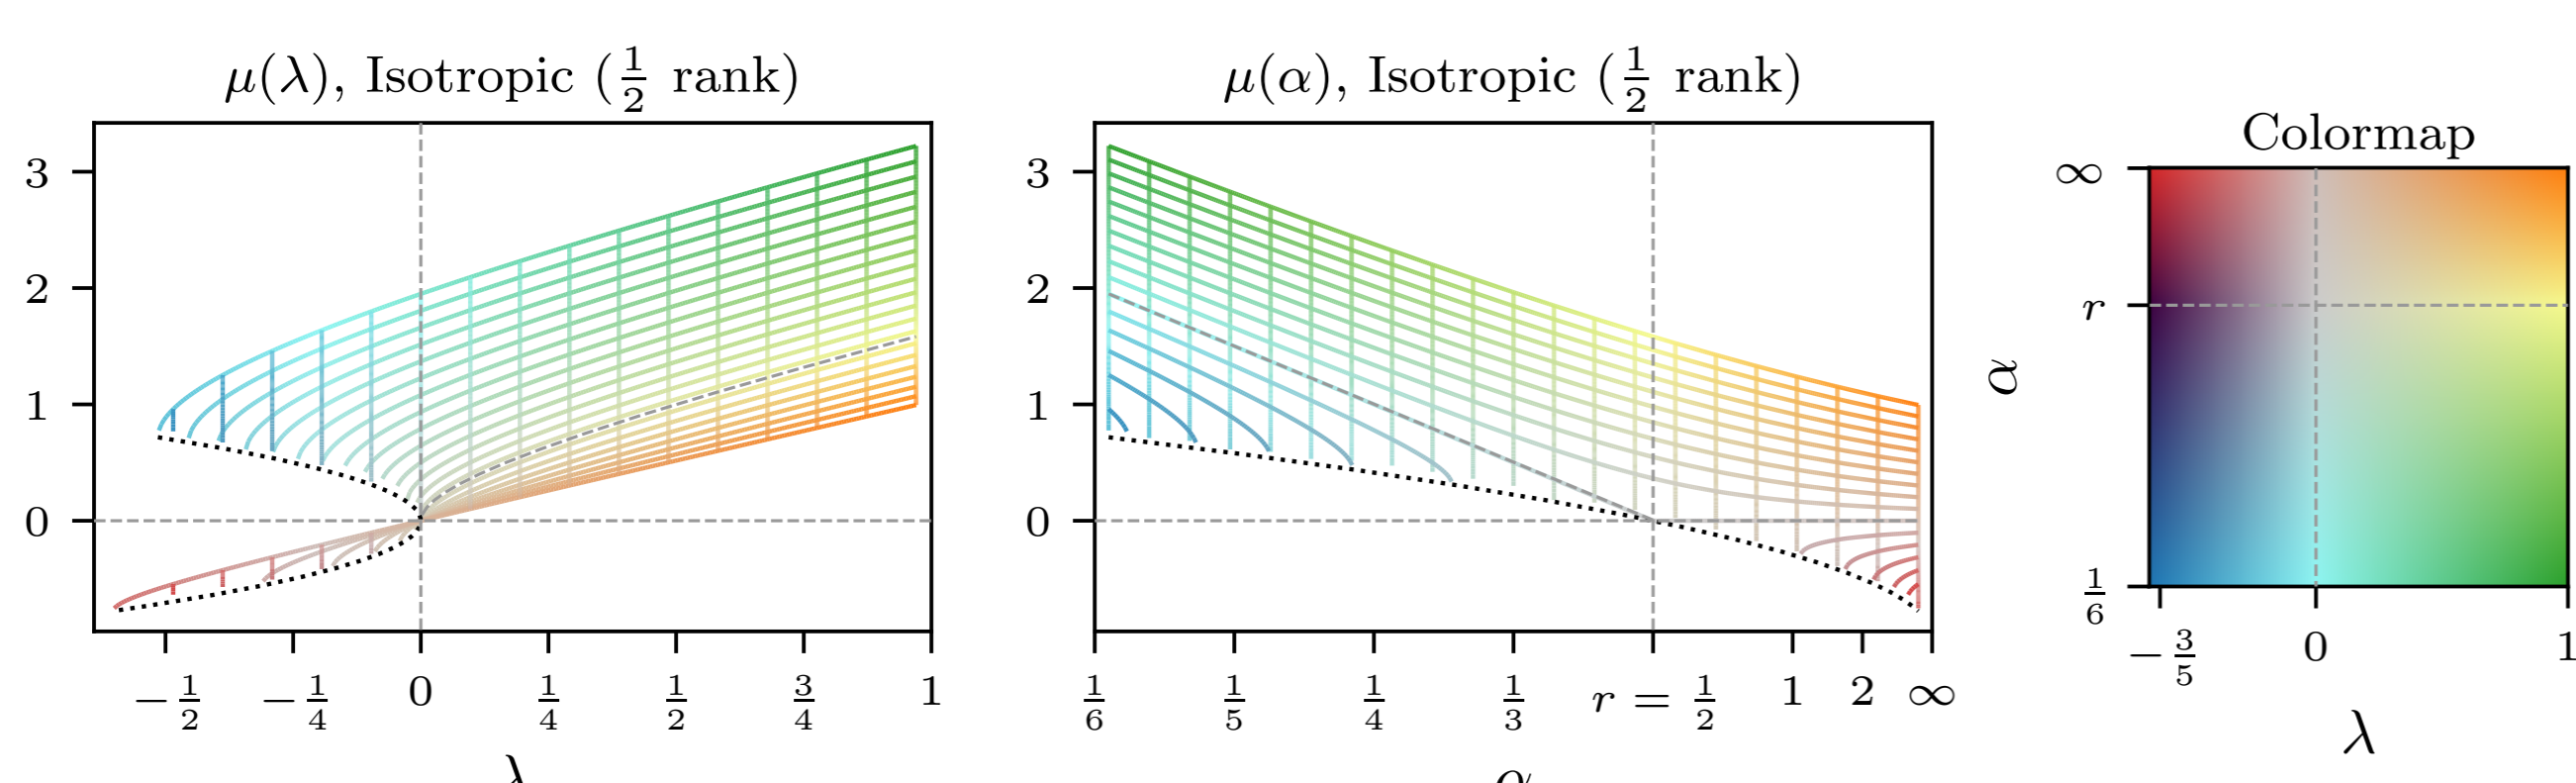 μ(λ), Isotropic (1/2 rank)
3
2
1
0
−1/2 −1/4 0 1/4 1/2 3/4 1
λ
μ(α), Isotropic (1/2 rank)
3
2
1
0
1/6 1/5 1/4 1/3 r = 1/2 1 2 ∞
α
Colormap
∞
r
α
1/6
−3/5 0 1
λ